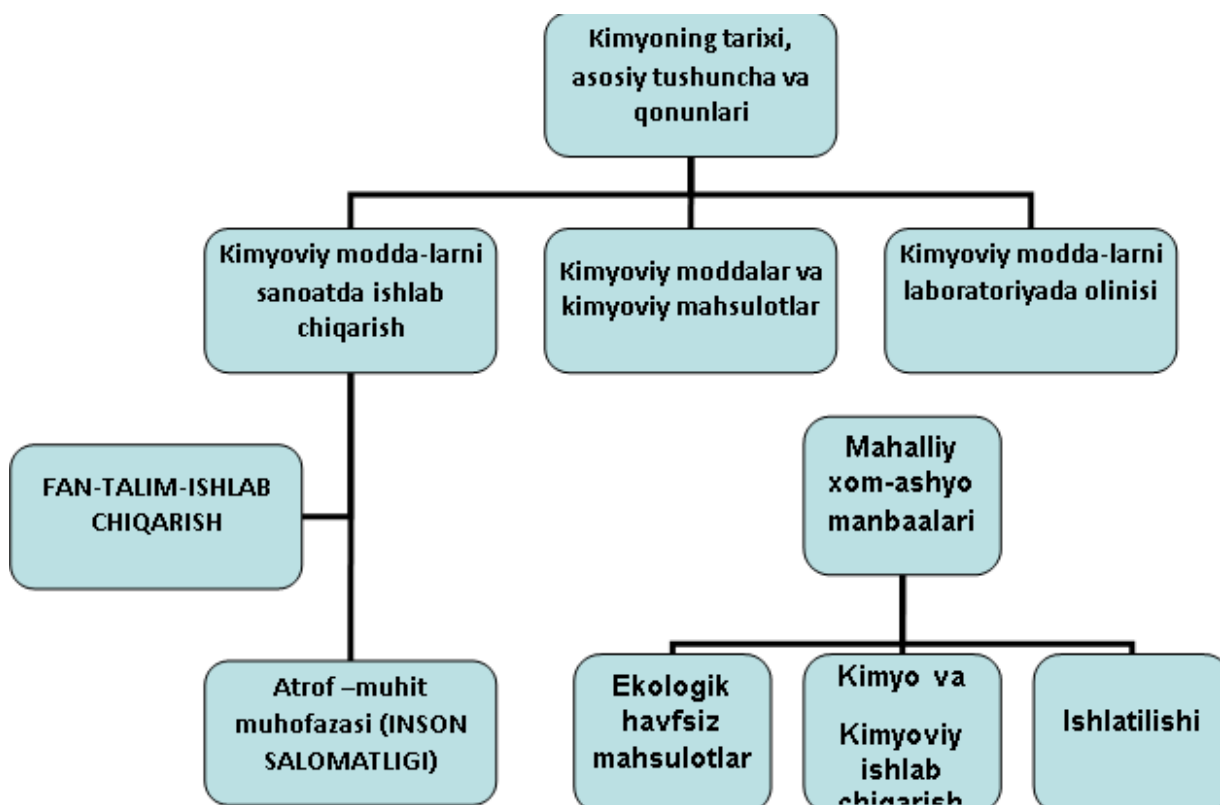 Kimyoning tarixi,
asosiy tushuncha va
qonunlari
Kimyoviy modda-larni
sanoatda ishlab
chiqarish
Kimyoviy moddalar va
kimyoviy mahsulotlar
Kimyoviy modda-larni
laboratoriyada olinisi
FAN-TALIM-ISHLAB
CHIQARISH
Mahalliy
xom-ashyo
manbaalari
Atrof –muhit
muhofazasi (INSON
SALOMATLIGI)
Ekologik
havfsiz
mahsulotlar
Kimyo va
Kimyoviy
ishlab
chiqarish
Ishlatilishi